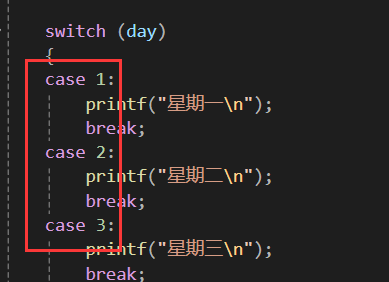 switch (day)
{
case 1:
printf("星期一\n");
break;
case 2:
printf("星期二\n");
break;
case 3:
printf("星期三\n");
break;